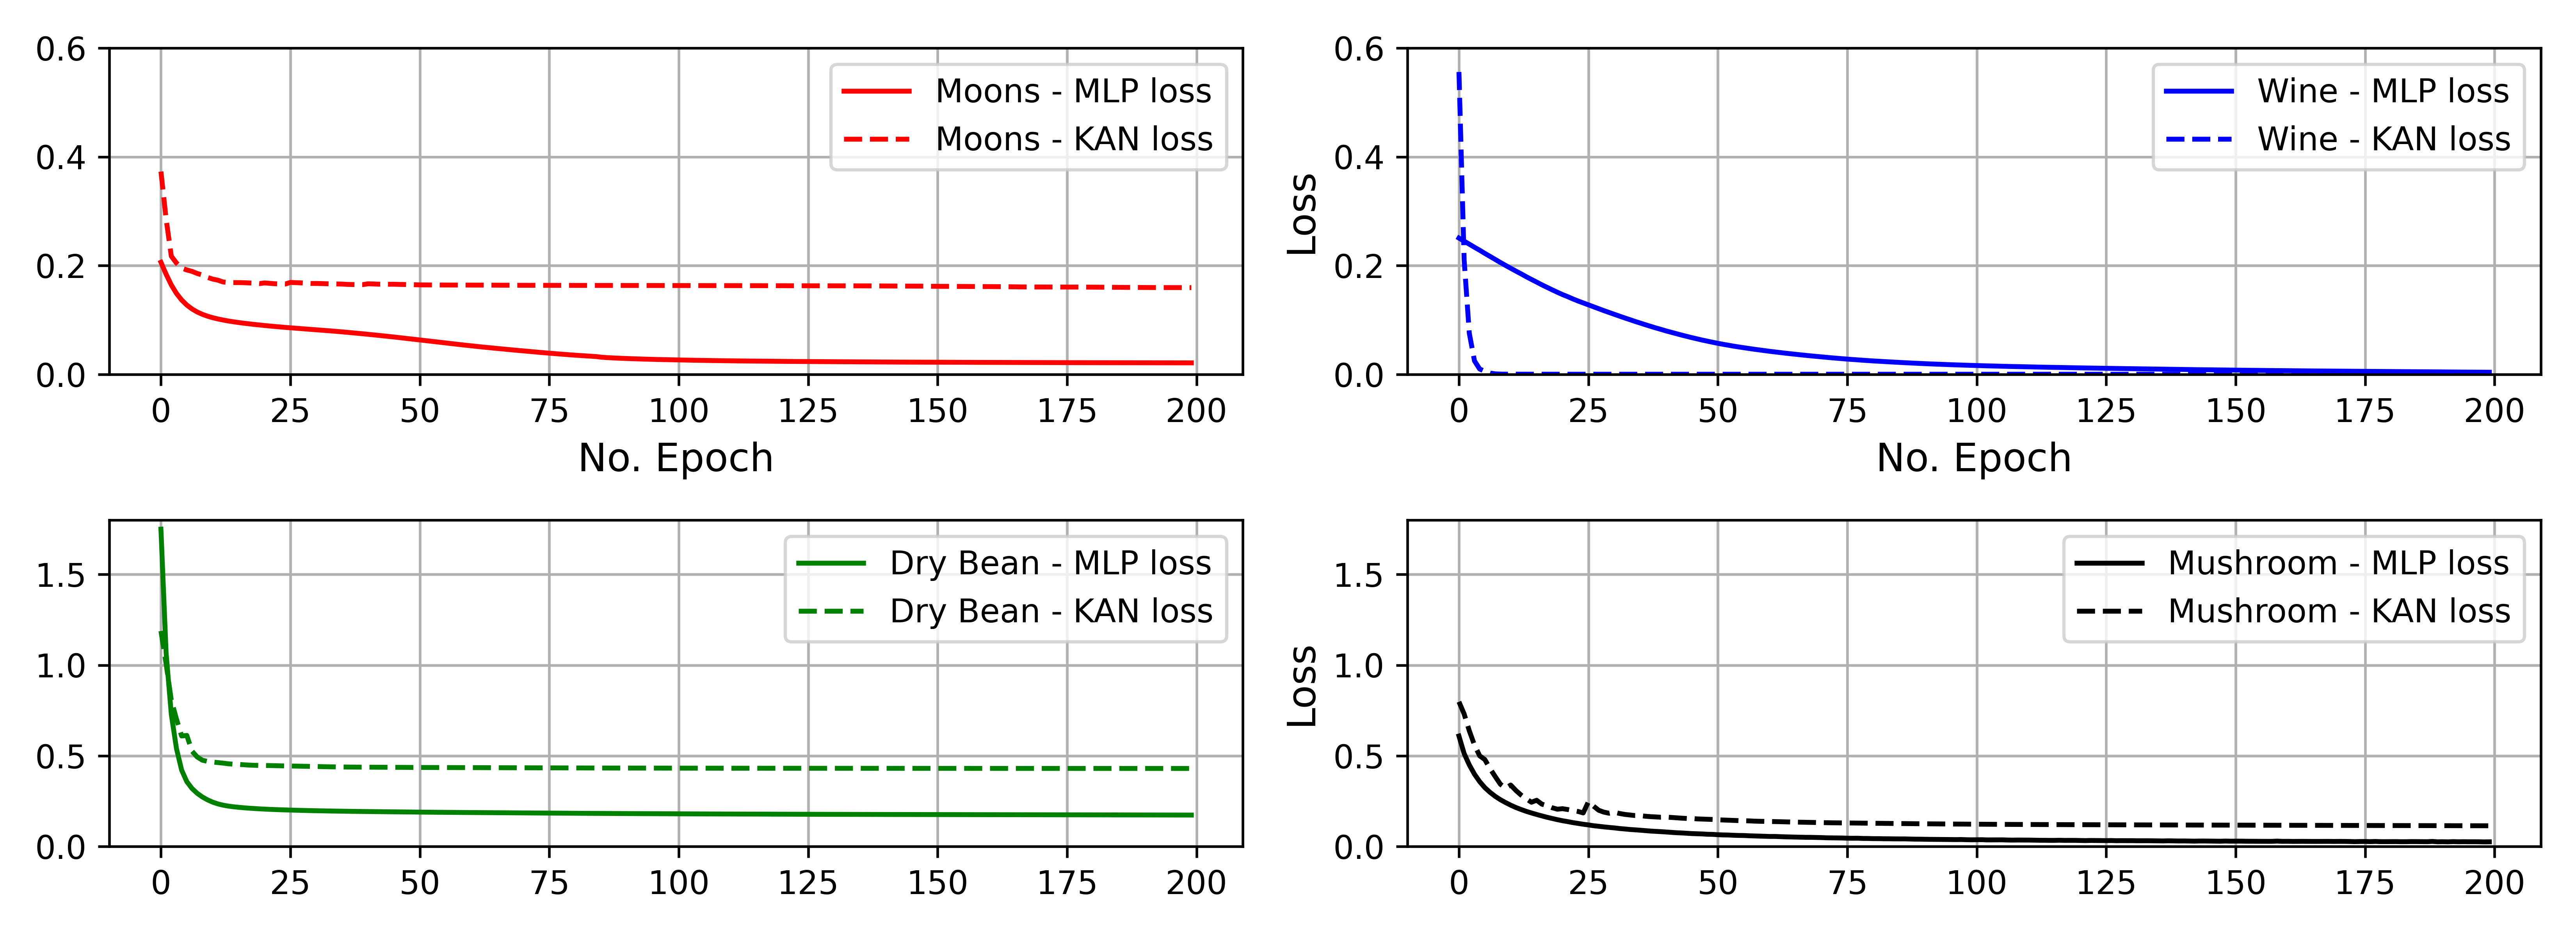 0.6
0.4
0.2
0.0
Moons - MLP loss
Moons - KAN loss
0 25 50 75 100 125 150 175 200
No. Epoch
Loss
0.6
0.4
0.2
0.0
Wine - MLP loss
Wine - KAN loss
0 25 50 75 100 125 150 175 200
No. Epoch
1.5
1.0
0.5
0.0
Dry Bean - MLP loss
Dry Bean - KAN loss
0 25 50 75 100 125 150 175 200
Loss
1.5
1.0
0.5
0.0
Mushroom - MLP loss
Mushroom - KAN loss
0 25 50 75 100 125 150 175 200